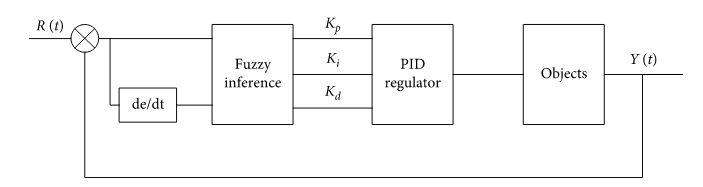 R (t)
de/dt
Fuzzy
inference
K_p
K_i
K_d
PID
regulator
Objects
Y (t)